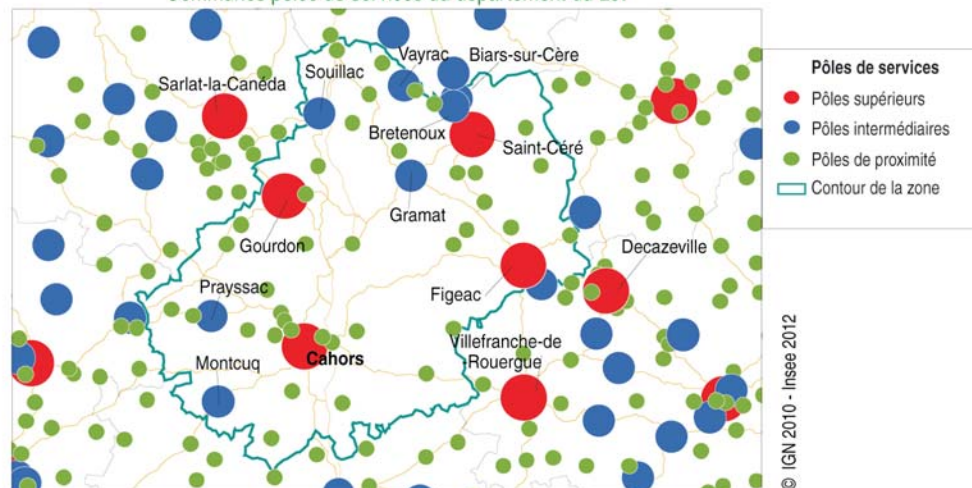 Vayrac
Biars-sur-Cère
Sarlat-la-Canéda
Souillac
Bretenoux
Saint-Céré
Gramat
Gourdon
Decazeville
Figeac
Prayssac
Villefranche-de
-Rouergue
Montcuq
Cahors
Pôles de services
Pôles supérieurs
Pôles intermédiaires
Pôles de proximité
Contour de la zone
© IGN 2010 - Insee 2012